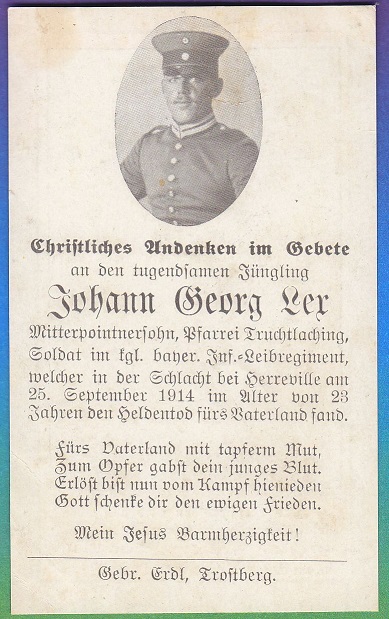 Christliches Andenken im Gebete
an den tugendsamen Jüngling
Johann Georg Lex
Mitterpointnersohn, Pfarrei Truchtlaching,
Soldat im kgl. bayer. Inf.-Leibregiment,
welcher in der Schlacht bei Herreville am
25. September 1914 im Alter von 23
Jahren den Heldentod fürs Vaterland fand.
Fürs Vaterland mit tapferm Mut,
Zum Opfer gabst dein junges Blut.
Erlöst bist nun vom Kampf hienieden
Gott schenke dir den ewigen Frieden.
Mein Jesus Barmherzigkeit!
Gebr. Erdl, Trostberg.